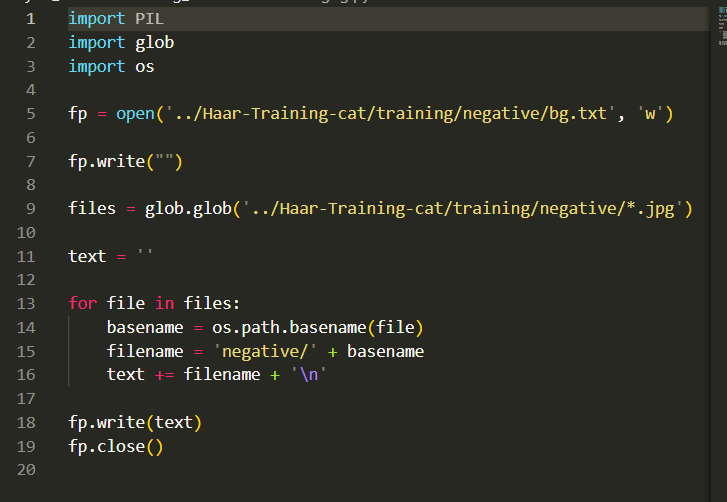 1 import PIL
2 import glob
3 import os
4
5 fp = open('../Haar-Training-cat/training/negative/bg.txt', 'w')
6
7 fp.write("")
8
9 files = glob.glob('../Haar-Training-cat/training/negative/*.jpg')
10
11 text = ''
12
13 for file in files:
14     basename = os.path.basename(file)
15     filename = 'negative/' + basename
16     text += filename + '\n'
17
18 fp.write(text)
19 fp.close()
20